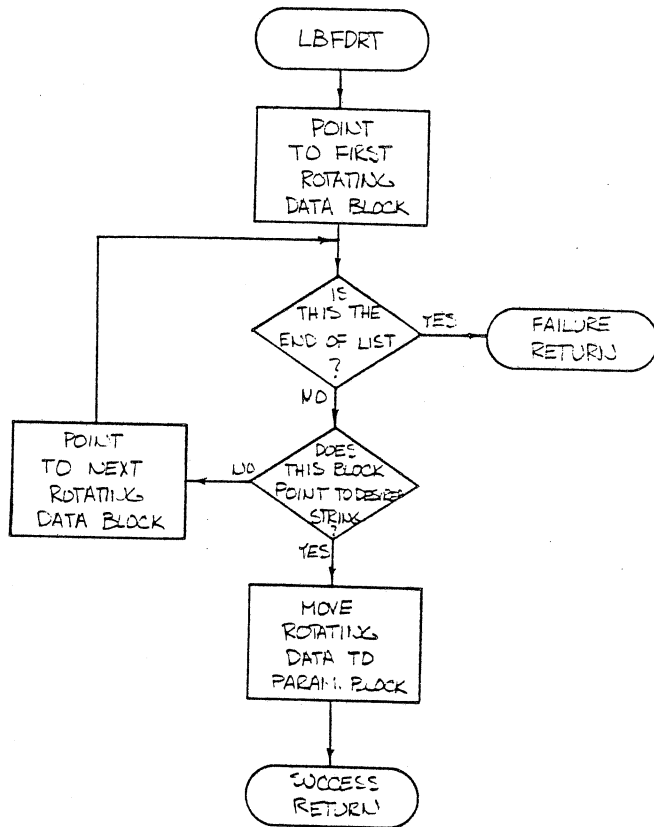 LBFDRT
POINT
TO FIRST
ROTATING
DATA BLOCK
IS
THIS THE
END OF LIST
?
YES
FAILURE
RETURN
NO
POINT
TO NEXT
ROTATING
DATA BLOCK
NO
DOES
THIS BLOCK
POINT TO DESIRED
STRING
?
YES
MOVE
ROTATING
DATA TO
PARAM. BLOCK
SUCCESS
RETURN